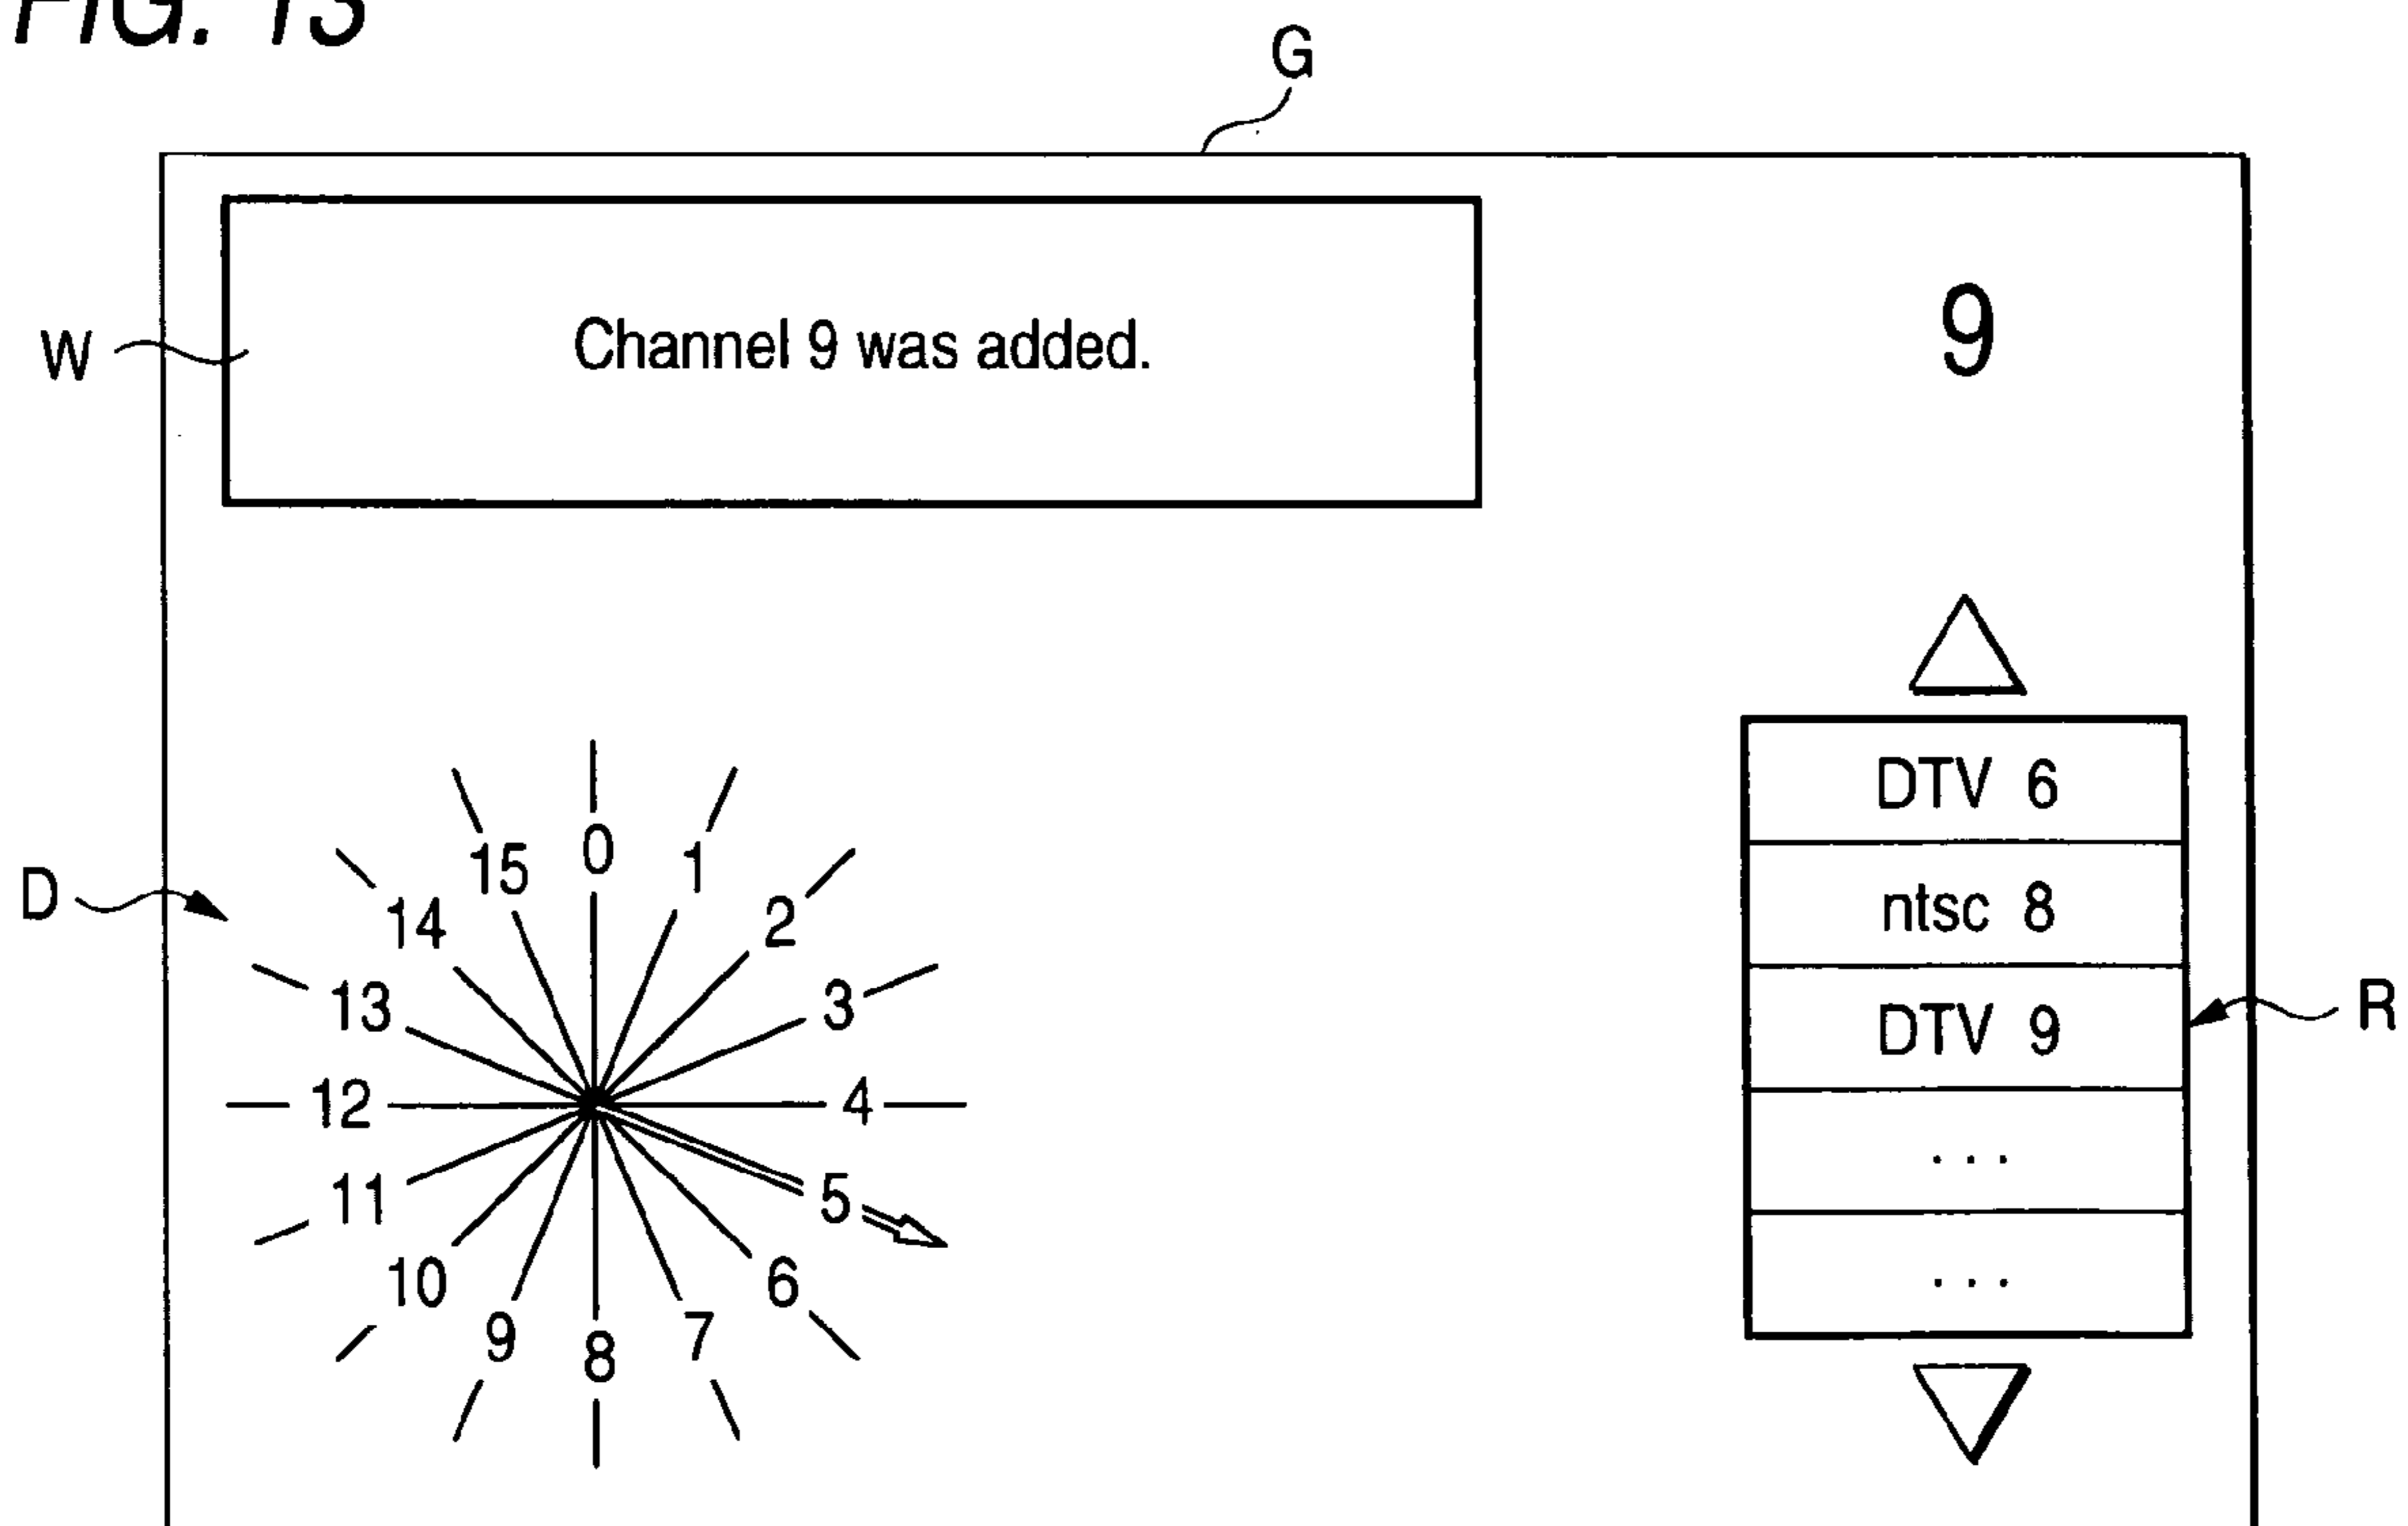 FIG. 13
G
W
Channel 9 was added.
9
D
0
1
2
3
4
5
6
7
8
9
10
11
12
13
14
15
DTV 6
ntsc 8
DTV 9
...
...
R